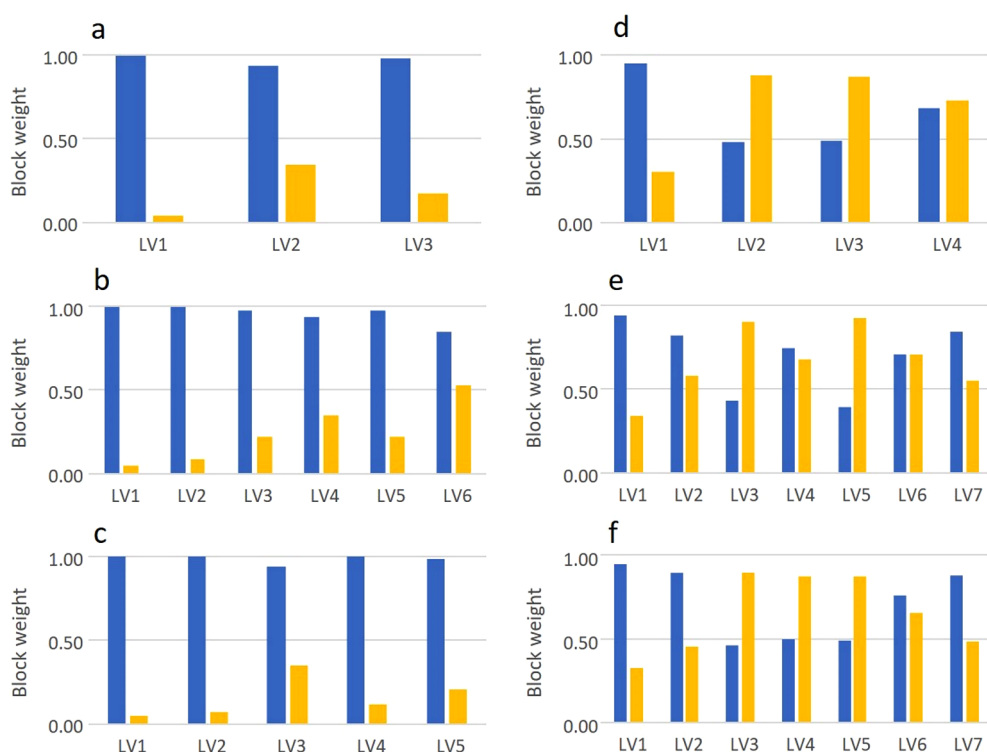 a
1.00
0.50
0.00
Block weight
LV1 LV2 LV3
d
1.00
0.50
0.00
Block weight
LV1 LV2 LV3 LV4
b
1.00
0.50
0.00
Block weight
LV1 LV2 LV3 LV4 LV5 LV6
e
1.00
0.50
0.00
Block weight
LV1 LV2 LV3 LV4 LV5 LV6 LV7
c
1.00
0.50
0.00
Block weight
LV1 LV2 LV3 LV4 LV5
f
1.00
0.50
0.00
Block weight
LV1 LV2 LV3 LV4 LV5 LV6 LV7